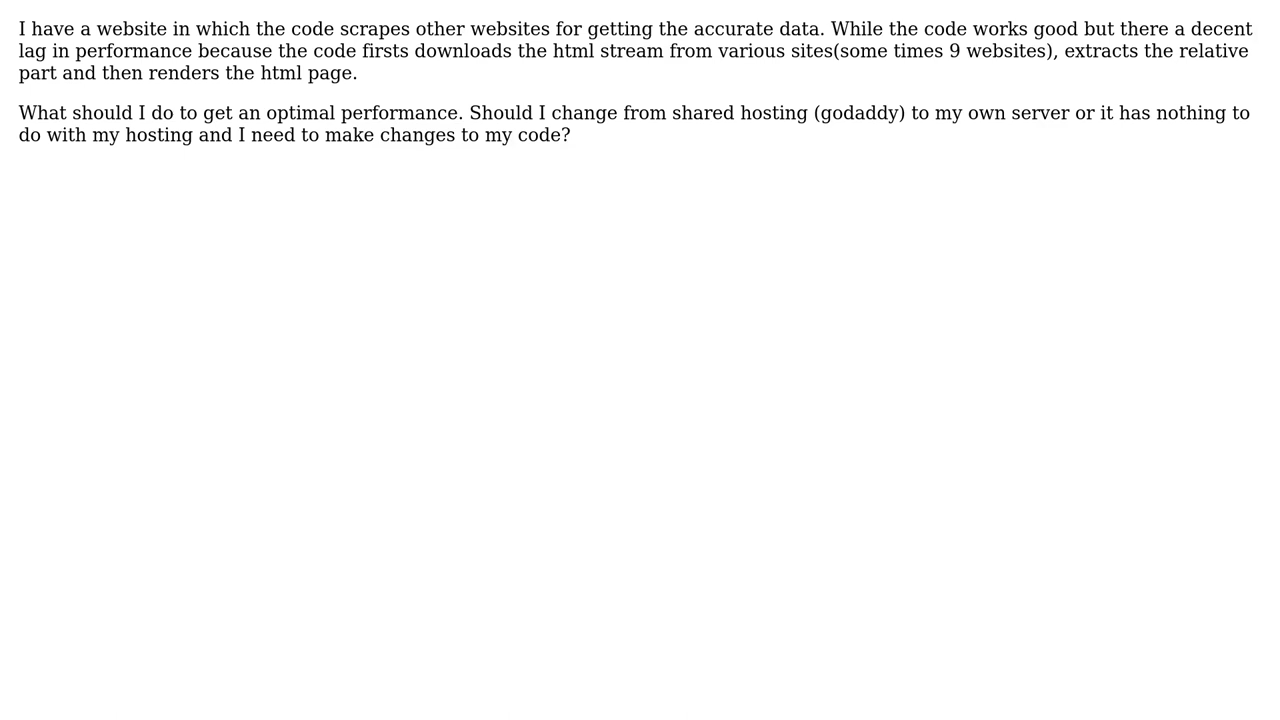 I have a website in which the code scrapes other websites for getting the accurate data. While the code works good but there a decent
lag in performance because the code firsts downloads the html stream from various sites(some times 9 websites), extracts the relative
part and then renders the html page.
What should I do to get an optimal performance. Should I change from shared hosting (godaddy) to my own server or it has nothing to
do with my hosting and I need to make changes to my code?